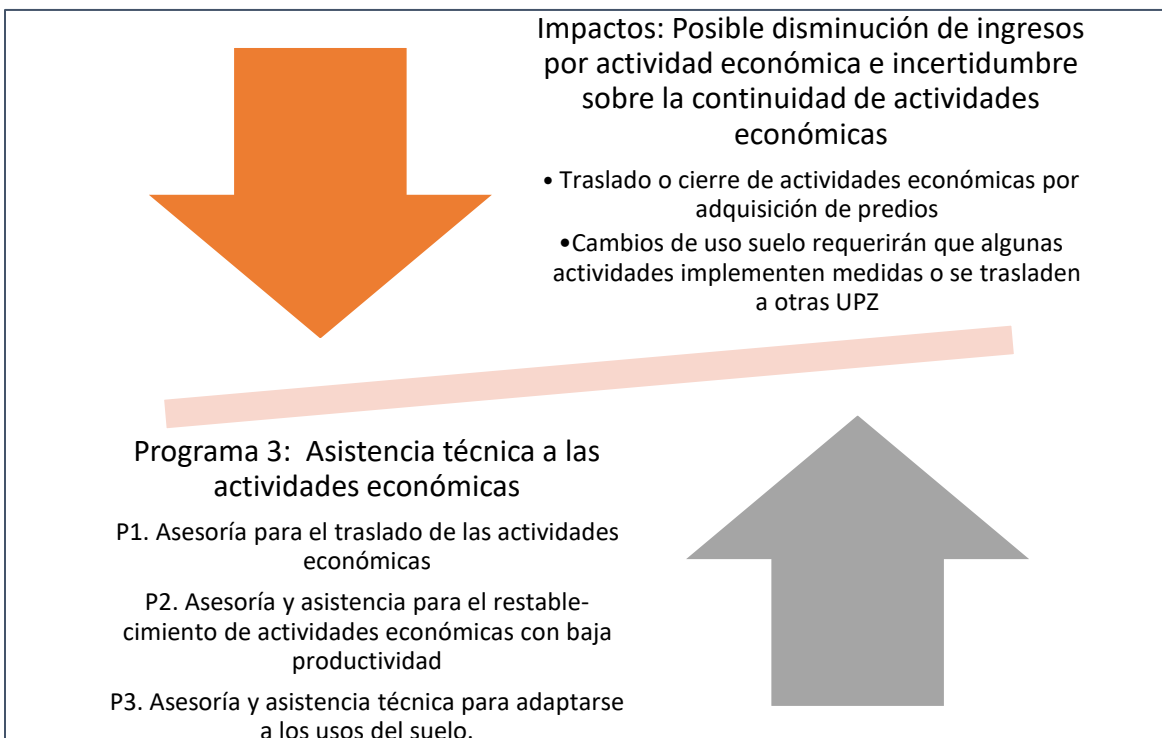 Impactos: Posible disminución de ingresos
por actividad económica e incertidumbre
sobre la continuidad de actividades
económicas
• Traslado o cierre de actividades económicas por
adquisición de predios
•Cambios de uso suelo requerirán que algunas
actividades implementen medidas o se trasladen
a otras UPZ
Programa 3: Asistencia técnica a las
actividades económicas
P1. Asesoría para el traslado de las actividades
económicas
P2. Asesoría y asistencia para el restable-
cimiento de actividades económicas con baja
productividad
P3. Asesoría y asistencia técnica para adaptarse
a los usos del suelo.